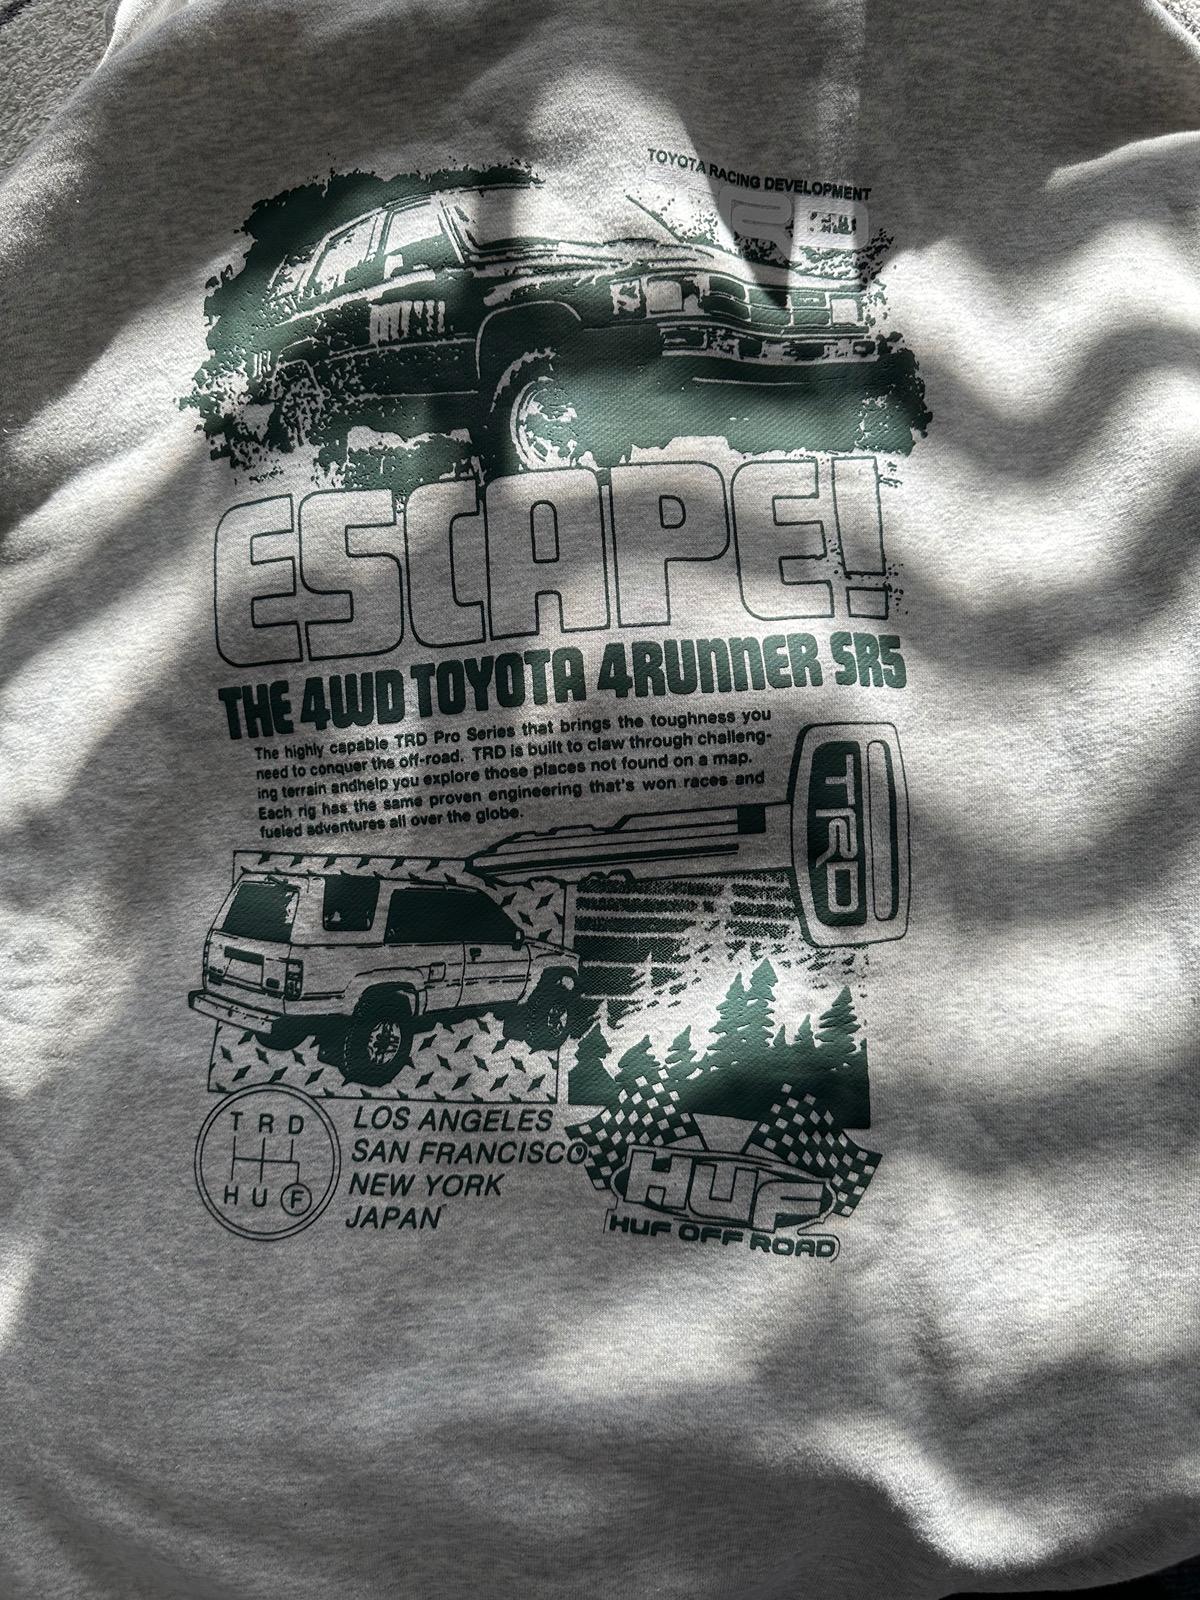 TOYOTA RACING DEVELOPMENT
TRD
ESCAPE!
THE 4WD TOYOTA 4RUNNER SR5
The highly capable TRD Pro Series that brings the toughness you
need to conquer the off-road. TRD is built to claw through challeng-
ing terrain andhelp you explore those places not found on a map.
Each rig has the same proven engineering that's won races and
fueled adventures all over the globe.
TRD
T R D
H U F
LOS ANGELES
SAN FRANCISCO
NEW YORK
JAPAN
HUF
HUF OFF ROAD